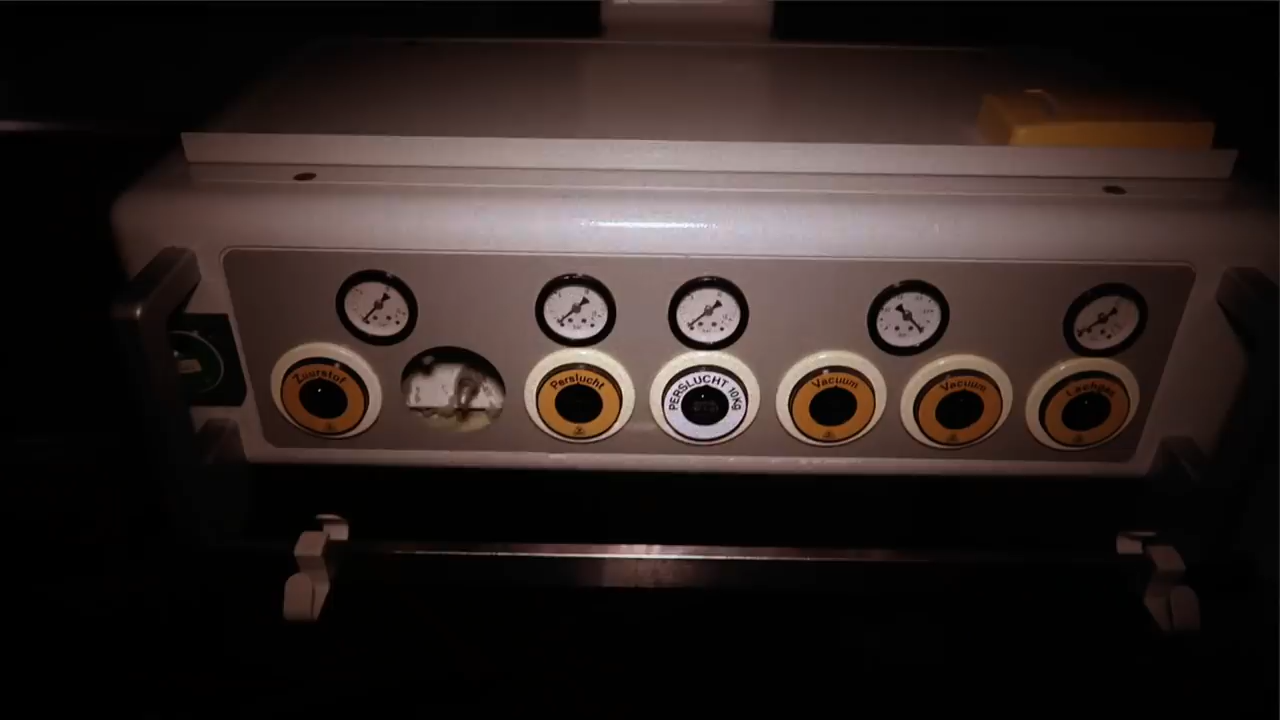 Zuurstof
Perslucht
PERSLUCHT 10Kg
Vacuum
Vacuum
Lachgas